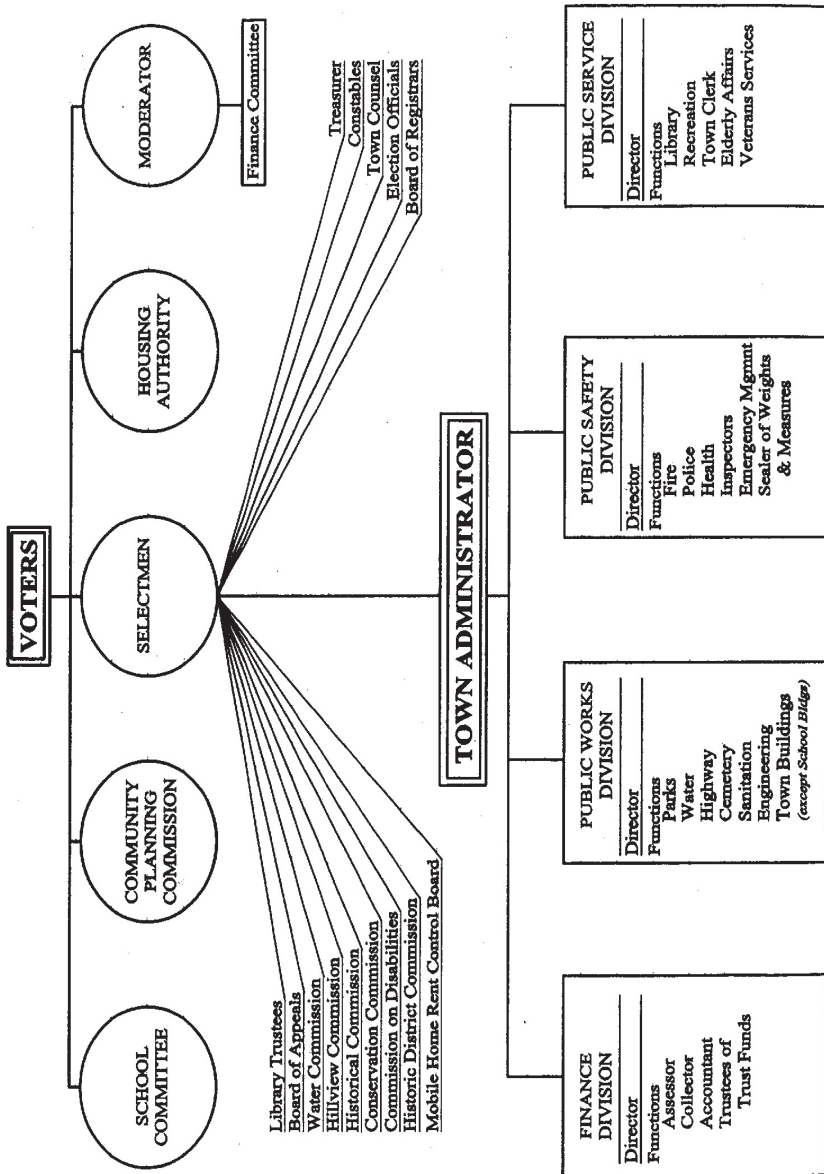 VOTERS
SCHOOL
COMMITTEE
COMMUNITY
PLANNING
COMMISSION
SELECTMEN
HOUSING
AUTHORITY
MODERATOR
Finance Committee
Library Trustees
Board of Appeals
Water Commission
Hillview Commission
Historical Commission
Conservation Commission
Commission on Disabilities
Historic District Commission
Mobile Home Rent Control Board
Treasurer
Constables
Town Counsel
Election Officials
Board of Registrars
TOWN ADMINISTRATOR
FINANCE
DIVISION
Director
Functions
Assessor
Collector
Accountant
Trustees of
Trust Funds
PUBLIC WORKS
DIVISION
Director
Functions
Parks
Water
Highway
Cemetery
Sanitation
Engineering
Town Buildings
(except School Bldgs)
PUBLIC SAFETY
DIVISION
Director
Functions
Fire
Police
Health
Inspectors
Emergency Mgmnt
Sealer of Weights
& Measures
PUBLIC SERVICE
DIVISION
Director
Functions
Library
Recreation
Town Clerk
Elderly Affairs
Veterans Services